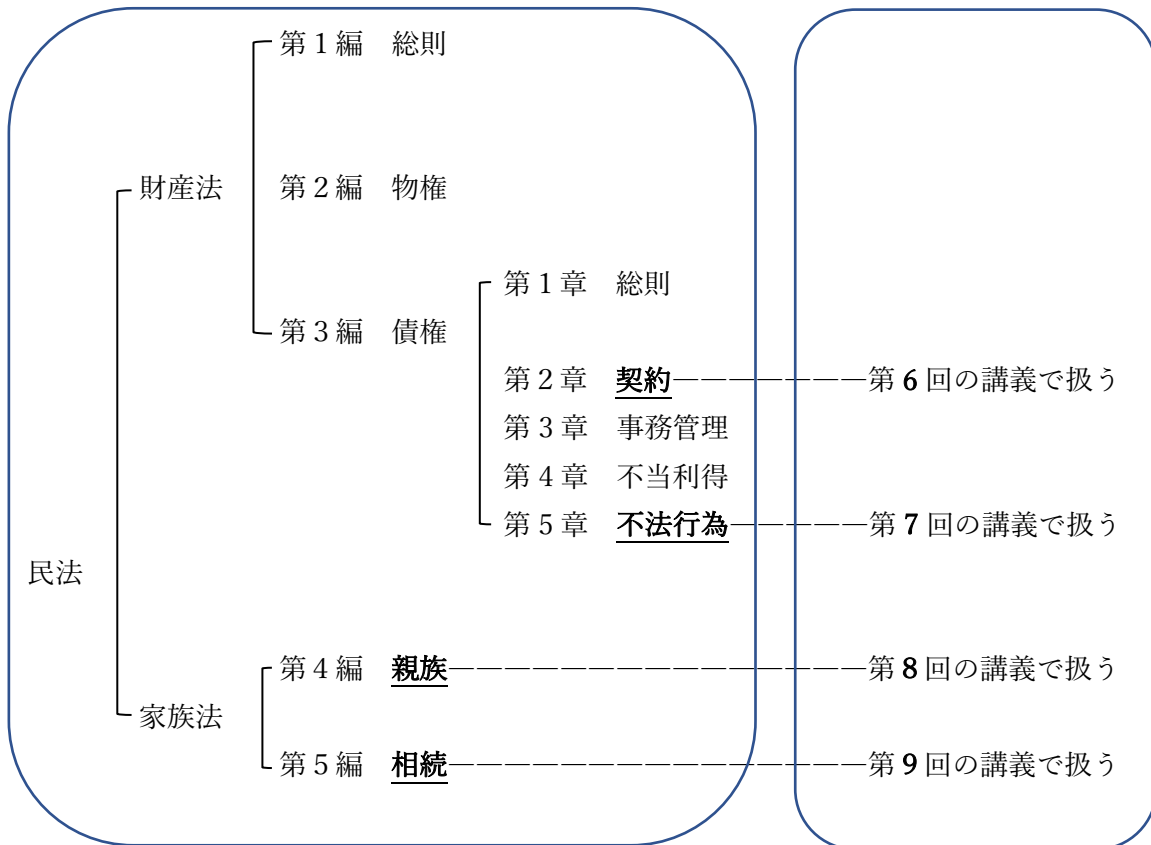 第１編　総則
財産法　第２編　物権
第１章　総則
第３編　債権
第２章　契約――――――――第６回の講義で扱う
第３章　事務管理
第４章　不当利得
第５章　不法行為―――――第７回の講義で扱う
民法
第４編　親族―――――――――――――――第８回の講義で扱う
家族法
第５編　相続―――――――――――――――第９回の講義で扱う